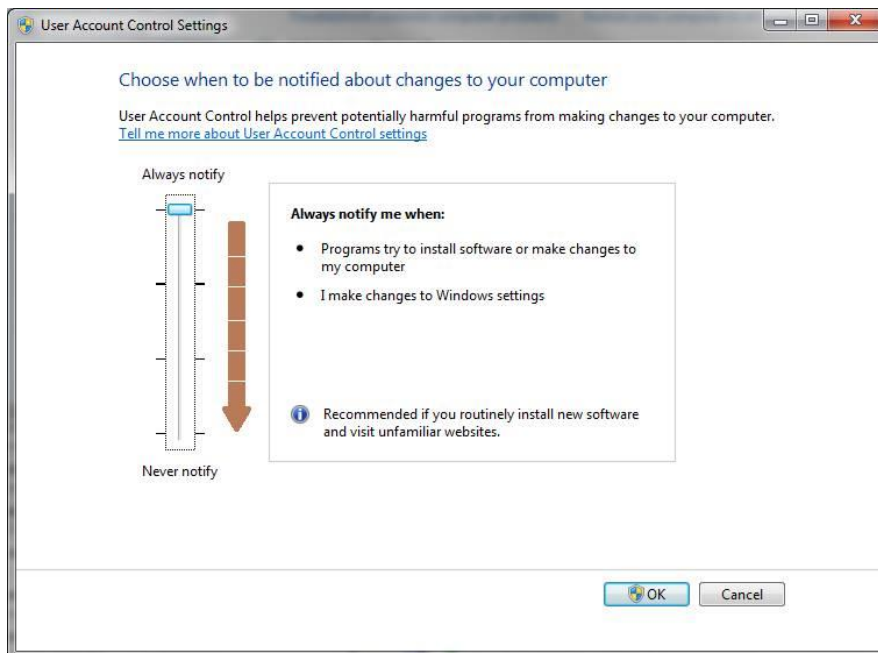 User Account Control Settings
Choose when to be notified about changes to your computer
User Account Control helps prevent potentially harmful programs from making changes to your computer.
Tell me more about User Account Control settings
Always notify
Always notify me when:
Programs try to install software or make changes to
my computer
I make changes to Windows settings
Recommended if you routinely install new software
and visit unfamiliar websites.
Never notify
OK
Cancel